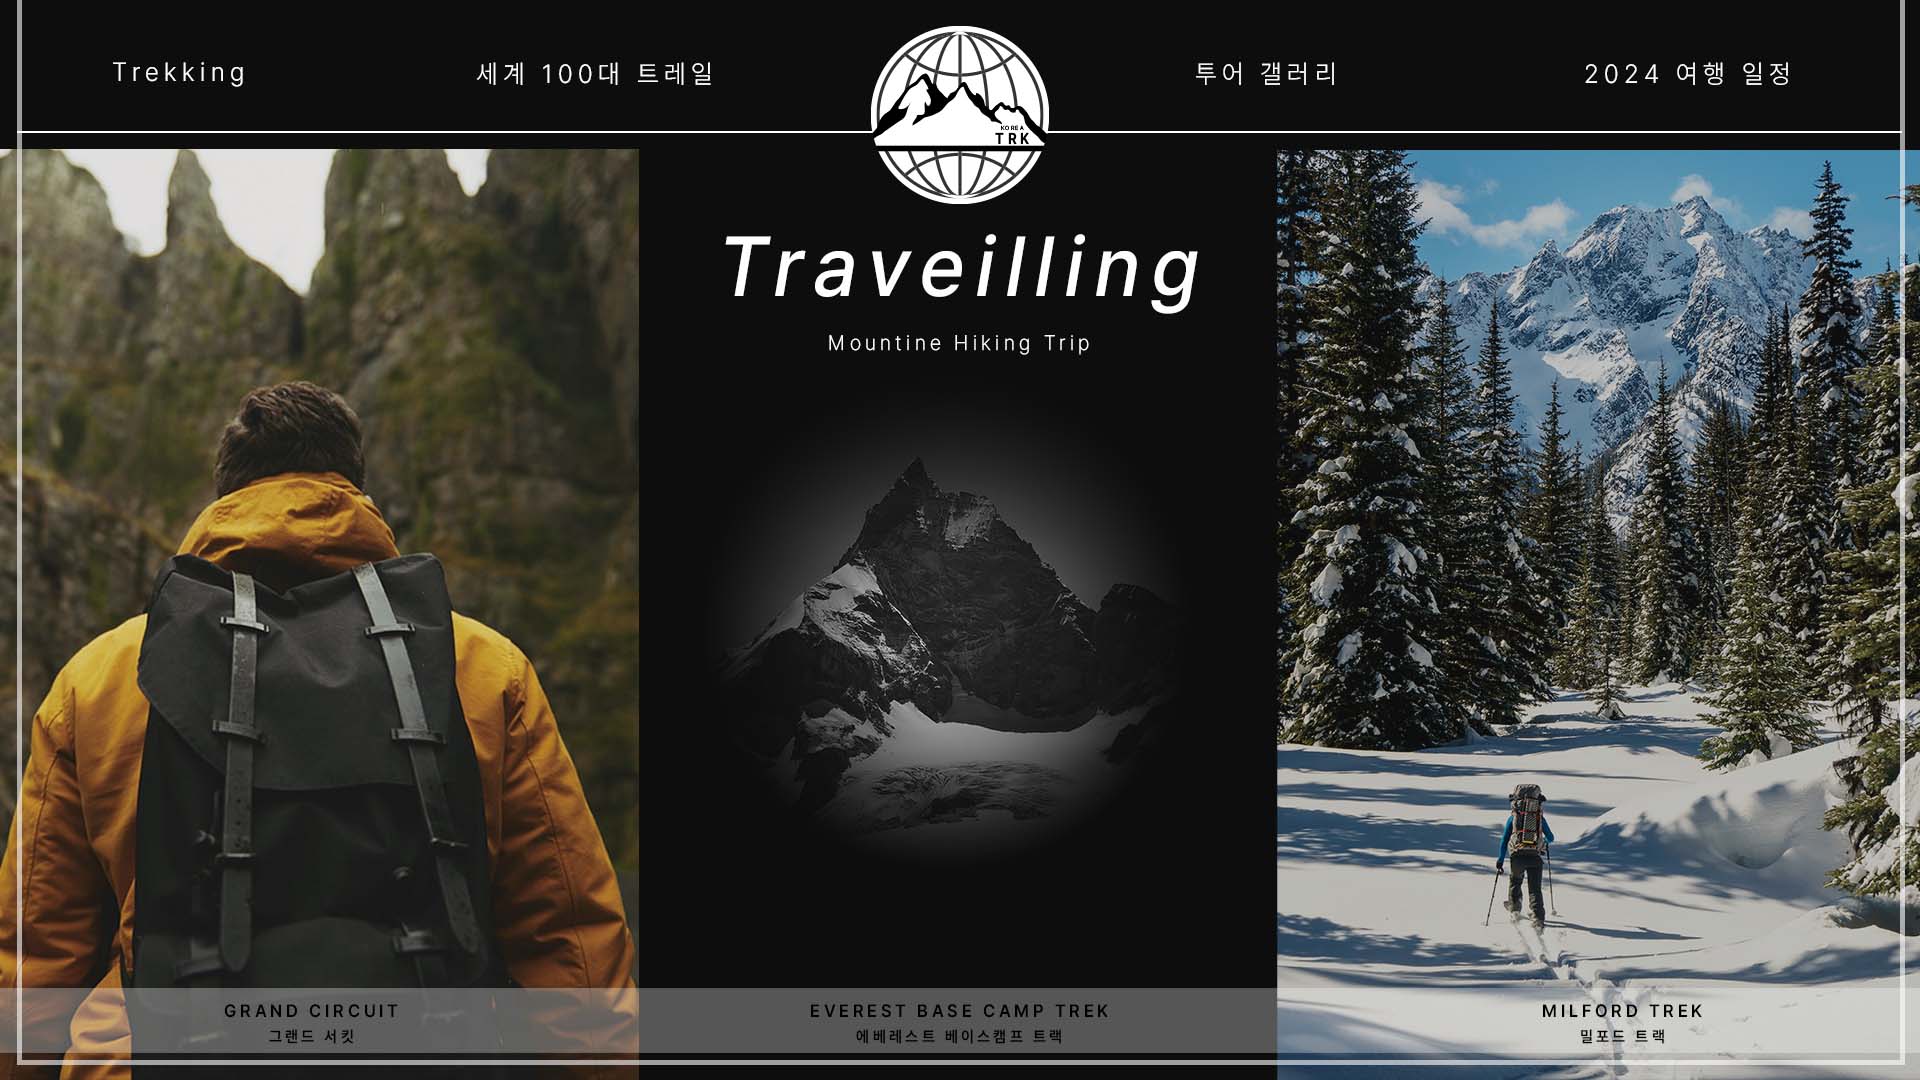 Trekking
세계 100대 트레일
투어 갤러리
2024 여행 일정
KOREA
TRK
Traveilling
Mountine Hiking Trip
GRAND CIRCUIT
그랜드 서킷
EVEREST BASE CAMP TREK
에베레스트 베이스캠프 트랙
MILFORD TREK
밀포드 트랙